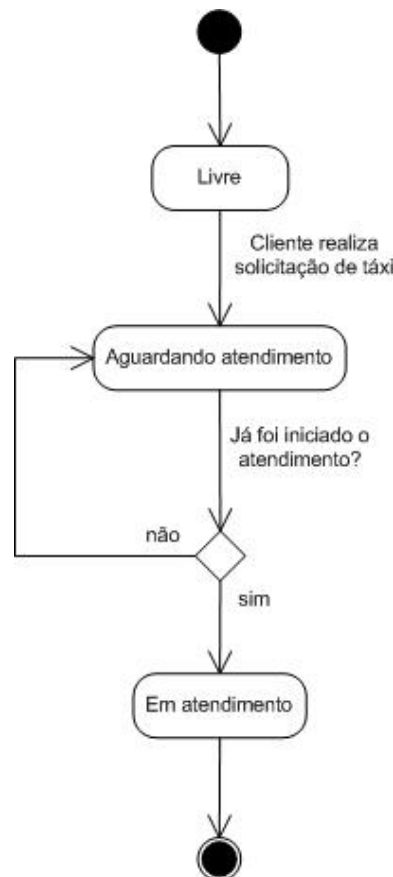 Livre
Cliente realiza
solicitação de táxi
Aguardando atendimento
Já foi iniciado o
atendimento?
não
sim
Em atendimento